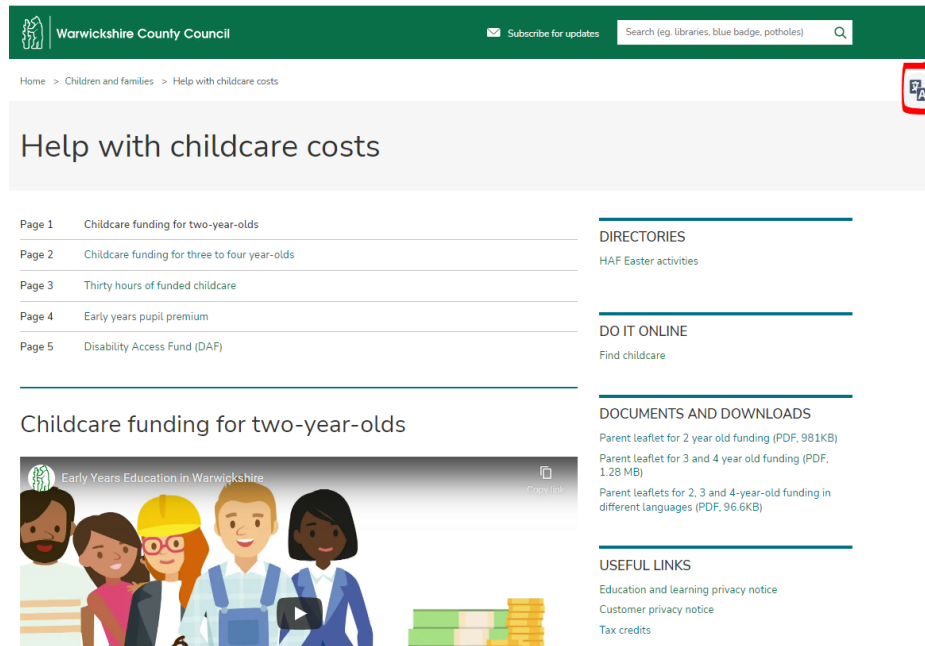 Warwickshire County Council
Subscribe for updates
Search (eg. libraries, blue badge, potholes)
Home > Children and families > Help with childcare costs
Help with childcare costs
Page 1 Childcare funding for two-year-olds
Page 2 Childcare funding for three to four year-olds
Page 3 Thirty hours of funded childcare
Page 4 Early years pupil premium
Page 5 Disability Access Fund (DAF)
Childcare funding for two-year-olds
Early Years Education in Warwickshire
Copy link
DIRECTORIES
HAF Easter activities
DO IT ONLINE
Find childcare
DOCUMENTS AND DOWNLOADS
Parent leaflet for 2 year old funding (PDF, 981KB)
Parent leaflet for 3 and 4 year old funding (PDF,
1.28 MB)
Parent leaflets for 2, 3 and 4-year-old funding in
different languages (PDF, 96.6KB)
USEFUL LINKS
Education and learning privacy notice
Customer privacy notice
Tax credits